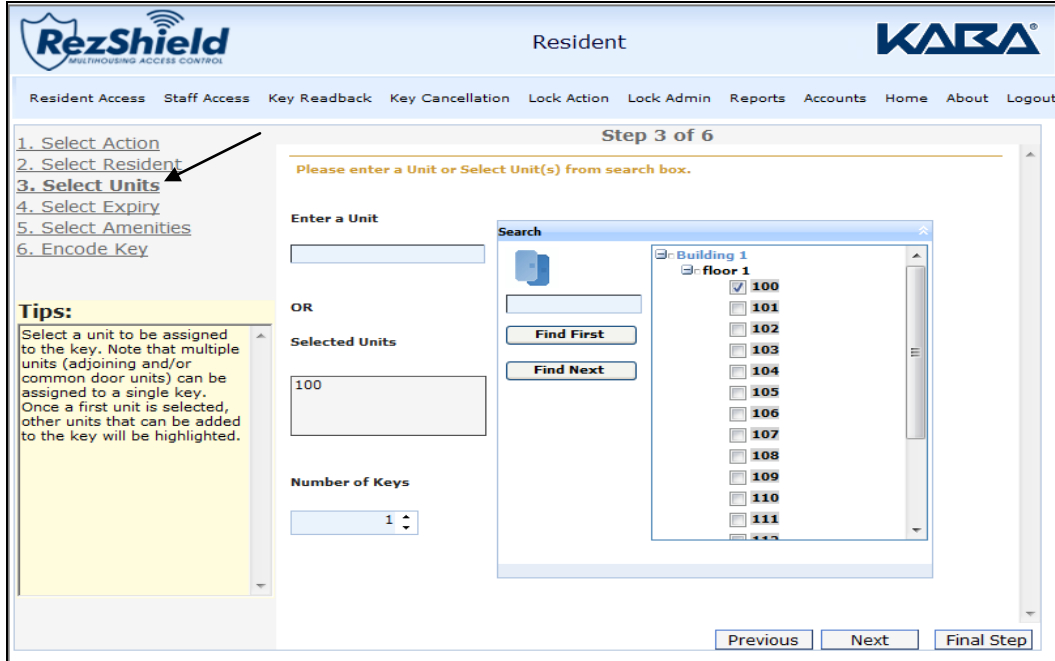 RezShield
MULTIHOUSING ACCESS CONTROL
Resident
KABA®
Resident Access Staff Access Key Readback Key Cancellation Lock Action Lock Admin Reports Accounts Home About Logout
1. Select Action
2. Select Resident
3. Select Units
4. Select Expiry
5. Select Amenities
6. Encode Key
Tips:
Select a unit to be assigned
to the key. Note that multiple
units (adjoining and/or
common door units) can be
assigned to a single key.
Once a first unit is selected,
other units that can be added
to the key will be highlighted.
Step 3 of 6
Please enter a Unit or Select Unit(s) from search box.
Enter a Unit
OR
Selected Units
100
Number of Keys
1
Search
Find First
Find Next
Building 1
floor 1
100
101
102
103
104
105
106
107
108
109
110
111
Previous Next Final Step